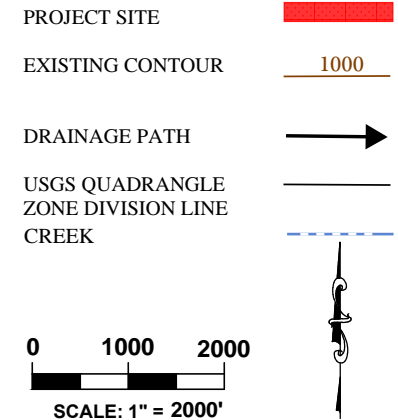 PROJECT SITE
EXISTING CONTOUR 1000
DRAINAGE PATH
USGS QUADRANGLE
ZONE DIVISION LINE
CREEK
0 1000 2000
SCALE: 1" = 2000'